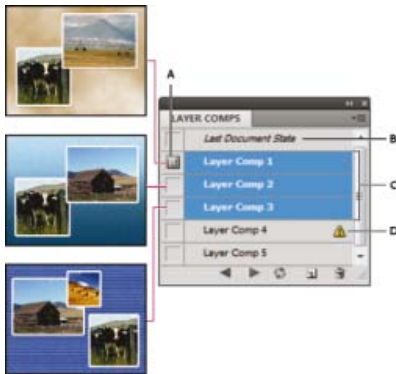 A
LAYER COMPS
Last Document State
B
Layer Comp 1
Layer Comp 2
C
Layer Comp 3
Layer Comp 4
D
Layer Comp 5